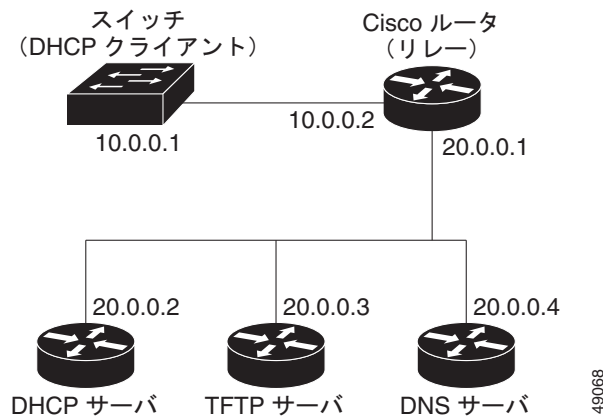 スイッチ
（DHCP クライアント）
Cisco ルータ
（リレー）
10.0.0.1
10.0.0.2
20.0.0.1
20.0.0.2
20.0.0.3
20.0.0.4
DHCP サーバ
TFTP サーバ
DNS サーバ
49068